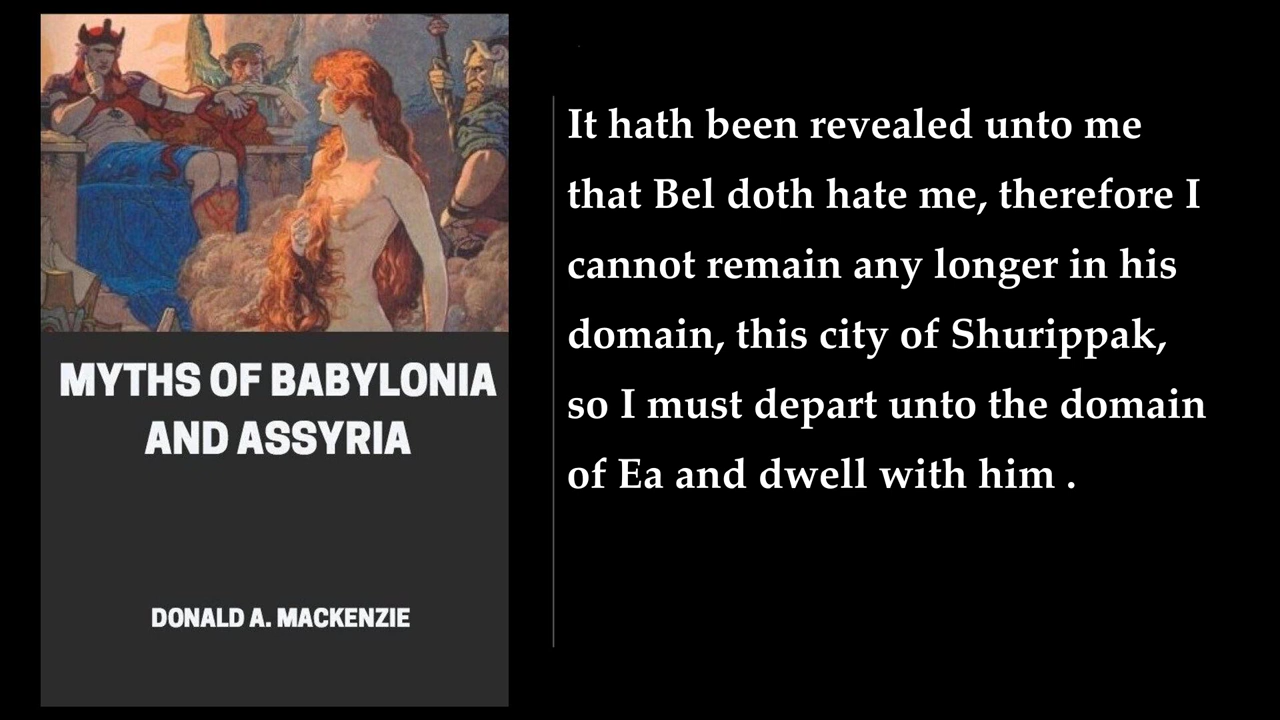 MYTHS OF BABYLONIA
AND ASSYRIA
DONALD A. MACKENZIE
It hath been revealed unto me
that Bel doth hate me, therefore I
cannot remain any longer in his
domain, this city of Shurippak,
so I must depart unto the domain
of Ea and dwell with him .